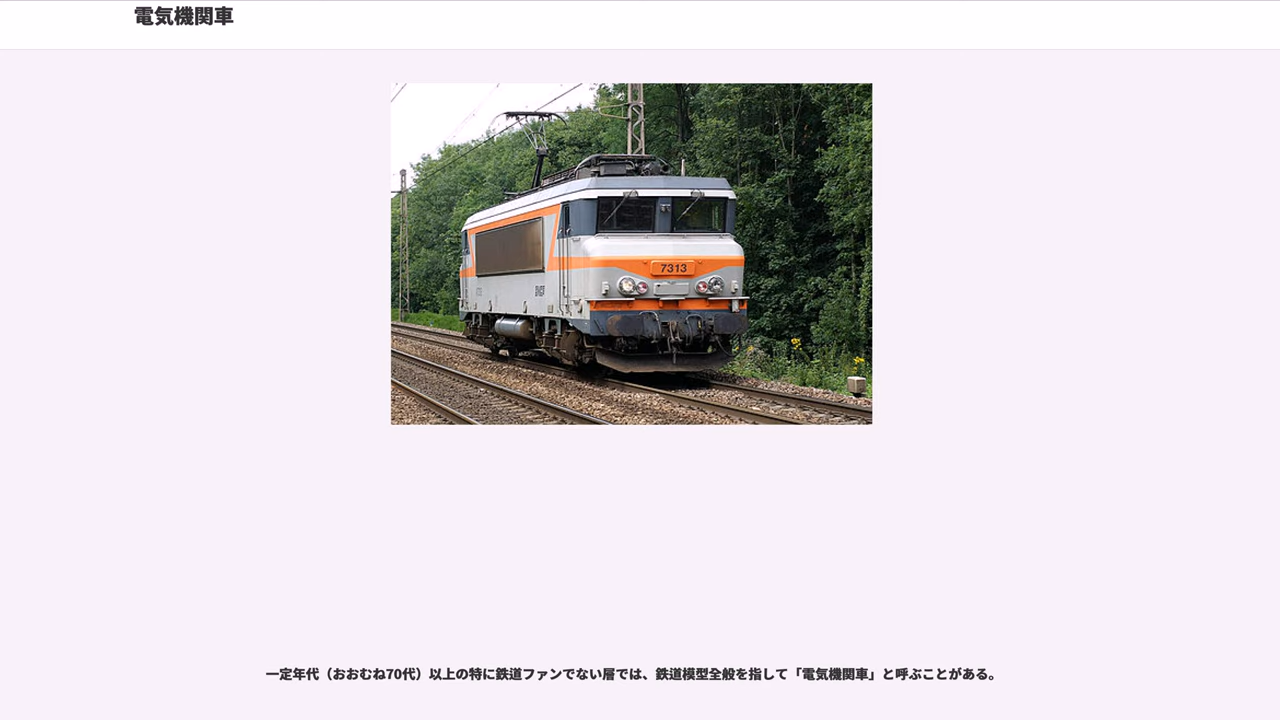 電気機関車
7313
一定年代（おおむね70代）以上の特に鉄道ファンでない層では、鉄道模型全般を指して「電気機関車」と呼ぶことがある。